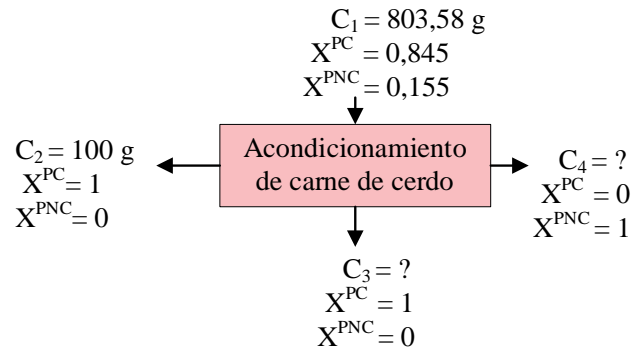 C₁ = 803,58 g
Xᴾᶜ = 0,845
Xᴾᴺᶜ = 0,155
Acondicionamiento
de carne de cerdo
C₂ = 100 g
Xᴾᶜ = 1
Xᴾᴺᶜ = 0
C₄ = ?
Xᴾᶜ = 0
Xᴾᴺᶜ = 1
C₃ = ?
Xᴾᶜ = 1
Xᴾᴺᶜ = 0